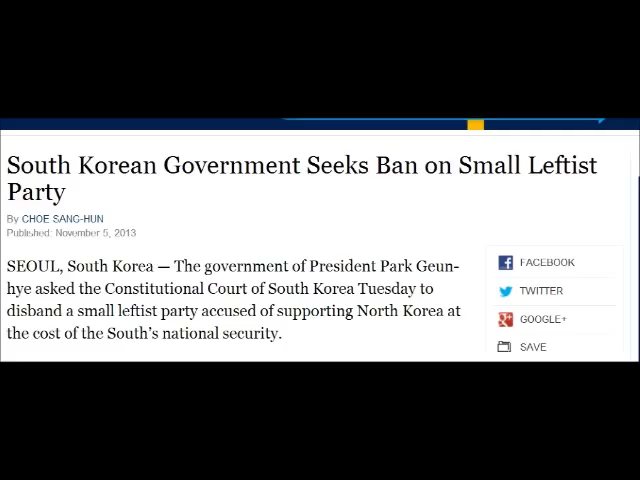 South Korean Government Seeks Ban on Small Leftist
Party
By CHOE SANG-HUN
Published: November 5, 2013
SEOUL, South Korea — The government of President Park Geun-
hye asked the Constitutional Court of South Korea Tuesday to
disband a small leftist party accused of supporting North Korea at
the cost of the South's national security.
FACEBOOK
TWITTER
GOOGLE+
SAVE